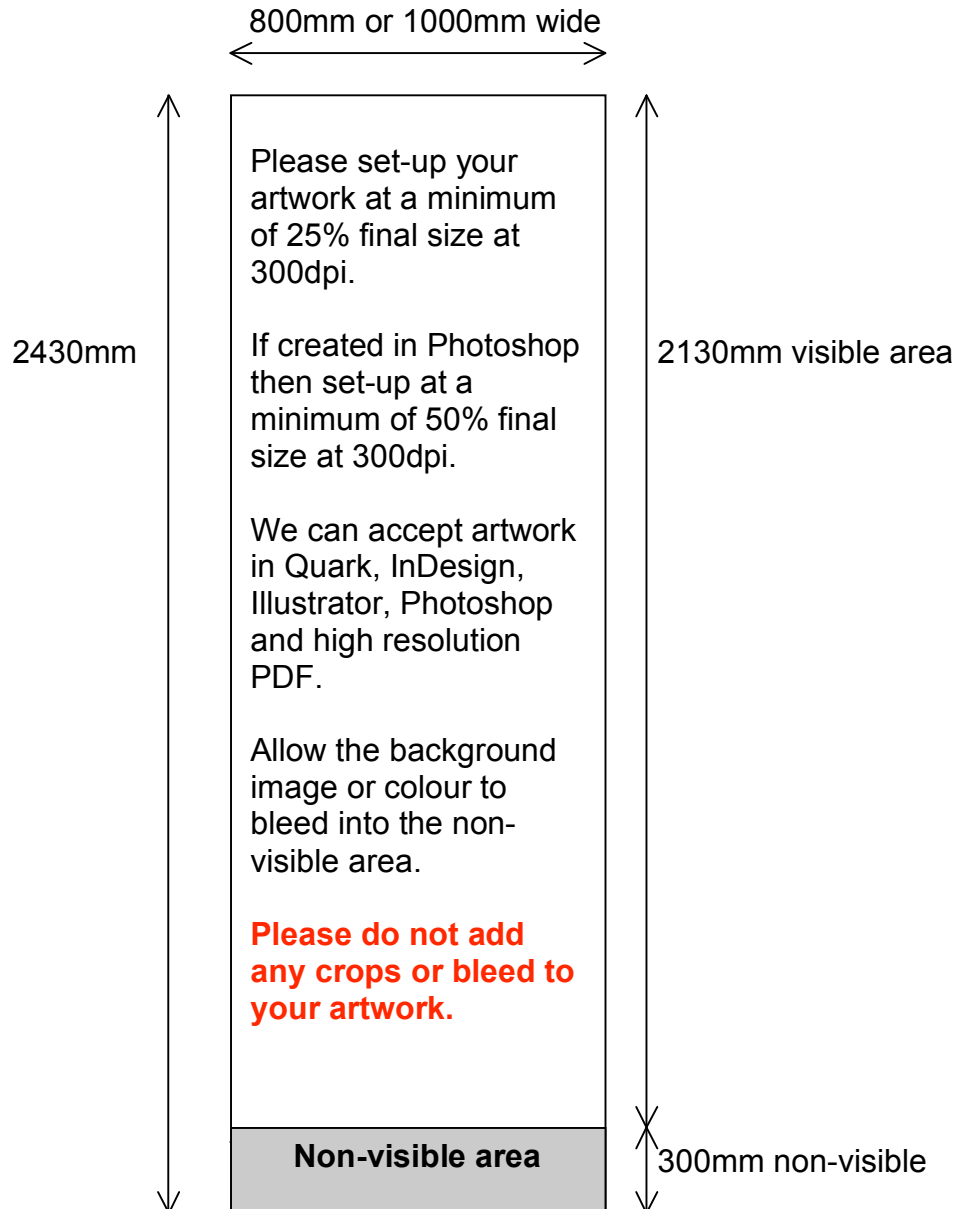 800mm or 1000mm wide
Please set-up your
artwork at a minimum
of 25% final size at
300dpi.
2430mm
If created in Photoshop
then set-up at a
minimum of 50% final
size at 300dpi.
2130mm visible area
We can accept artwork
in Quark, InDesign,
Illustrator, Photoshop
and high resolution
PDF.
Allow the background
image or colour to
bleed into the non-
visible area.
Please do not add
any crops or bleed to
your artwork.
Non-visible area
300mm non-visible